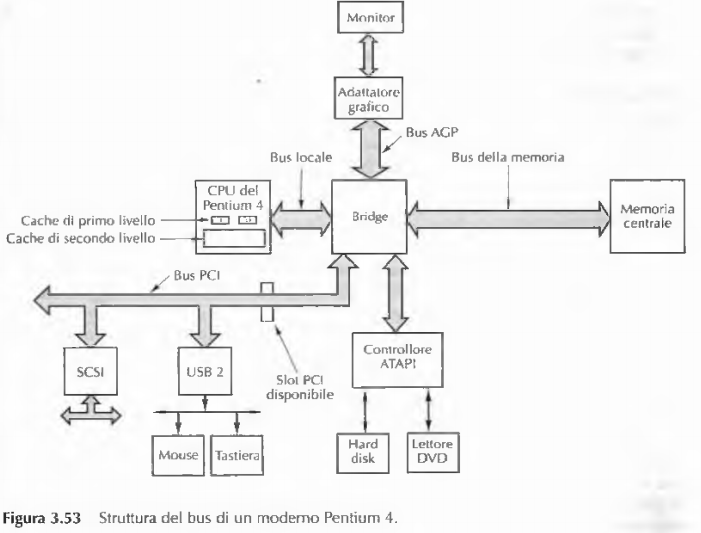 Monitor
Adattatore
grafico
Bus AGP
Bus locale
Bus della memoria
CPU del
Pentium 4
Bridge
Memoria
centrale
Cache di primo livello
Cache di secondo livello
Bus PCI
SCSI
USB 2
Slot PCI
disponibile
Controllore
ATAPI
Mouse
Tastiera
Hard
disk
Lettore
DVD
Figura 3.53 Struttura del bus di un moderno Pentium 4.